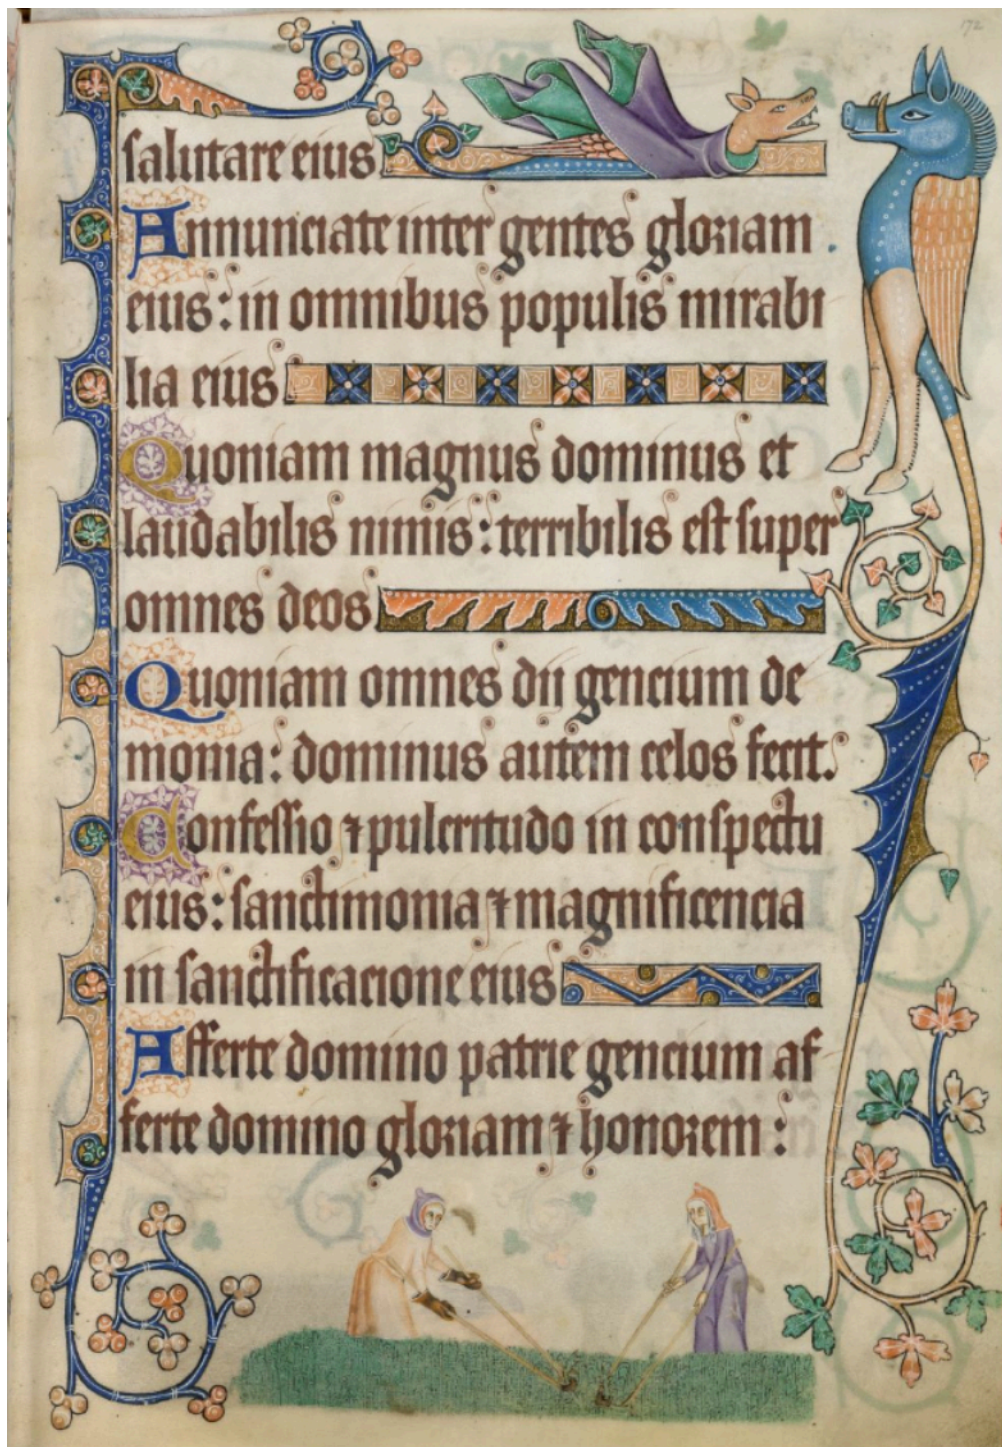 172
salutare eius.
Annunciate inter gentes gloriam
eius: in omnibus populis mirabi
lia eius.
Quoniam magnus dominus et
laudabilis nimis: terribilis est super
omnes deos
Quoniam omnes dii gencium de
monia: dominus autem celos fecit.
Confessio ⁊ pulcritudo in conspectu
eius: sanctimonia ⁊ magnificencia
in sanctificacione eius
Afferte domino patrie gencium af
ferte domino gloriam ⁊ honorem: